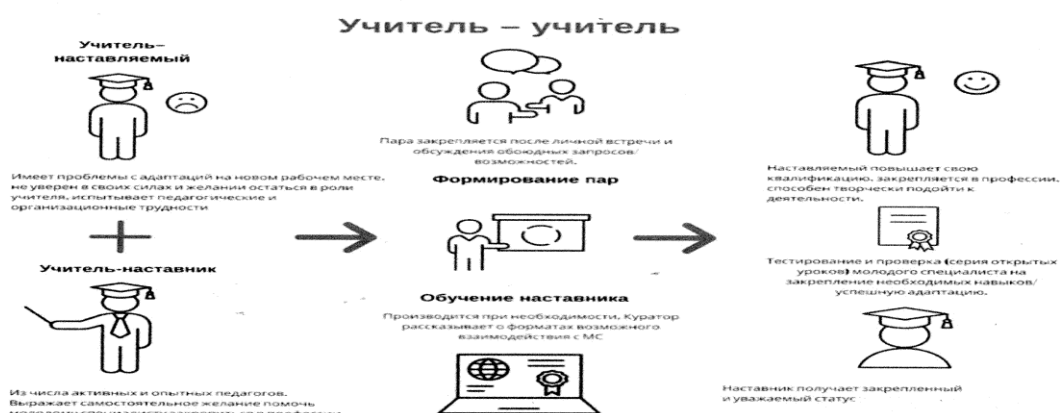 Учитель – учитель
Учитель–
наставляемый
Имеет проблемы с адаптаций на новом рабочем месте,
не уверен в своих силах и желании остаться в роли
учителя, испытывает педагогические и
организационные трудности
Учитель-наставник
Из числа активных и опытных педагогов.
Выражает самостоятельное желание помочь
Пара закрепляется после личной встречи и
обсуждения обоюдных запросов/
возможностей.
Формирование пар
Обучение наставника
Производится при необходимости. Куратор
рассказывает о форматах возможного
взаимодействия с МС
Наставляемый повышает свою
квалификацию, закрепляется в профессии,
способен творчески подойти к
деятельности.
Тестирование и проверка (серия открытых
уроков) молодого специалиста на
закрепление необходимых навыков/
успешную адаптацию.
Наставник получает закрепленный
и уважаемый статус